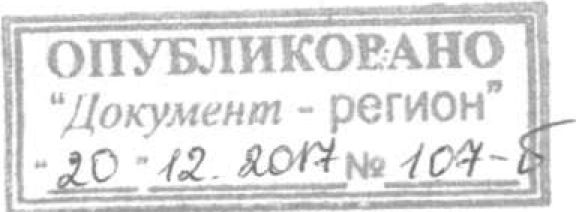 ОПУБЛИКОВАНО
"Документ - регион"
"20" 12. 2017 № 107-Б